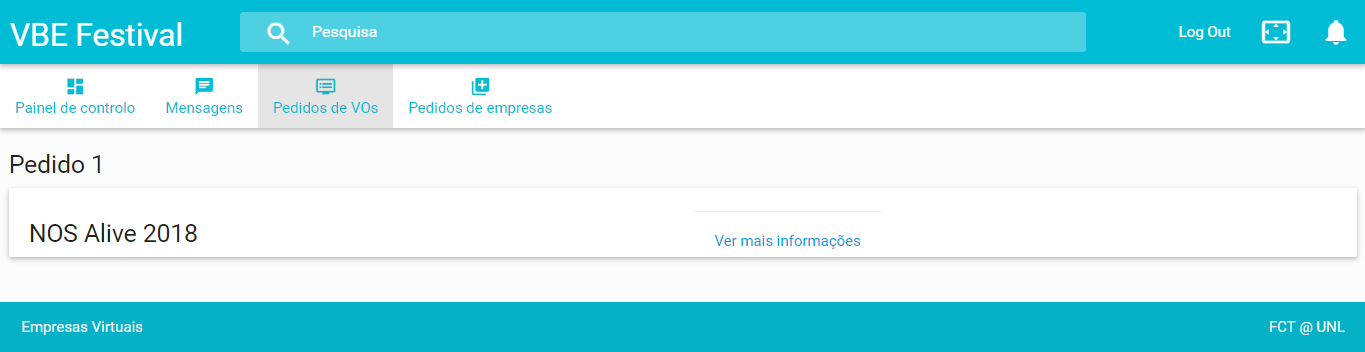 VBE Festival
Pesquisa
Log Out
Painel de controlo
Mensagens
Pedidos de VOs
Pedidos de empresas
Pedido 1
NOS Alive 2018
Ver mais informações
Empresas Virtuais
FCT @ UNL